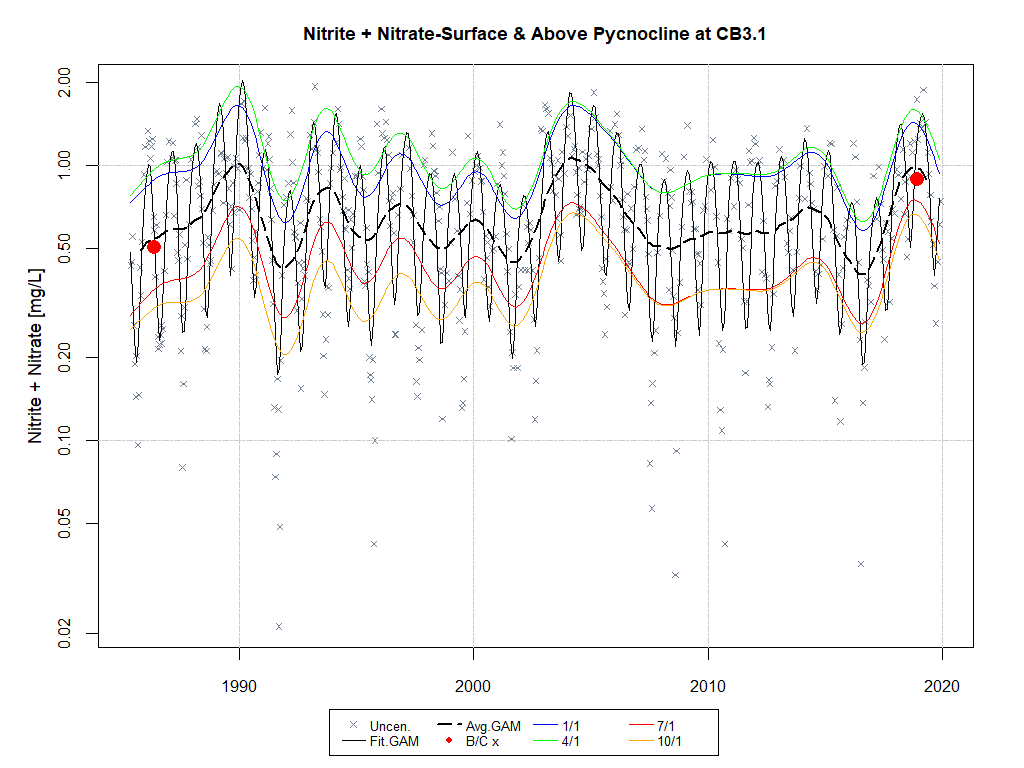 Nitrite + Nitrate-Surface & Above Pycnocline at CB3.1
Nitrite + Nitrate [mg/L]
2.00
1.00
0.50
0.20
0.10
0.05
0.02
1990 2000 2010 2020
Uncen. Avg.GAM 1/1 7/1
Fit.GAM B/C x 4/1 10/1